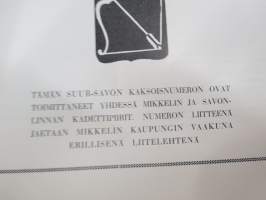 TÄMÄN SUUR-SAVON KAKSOISNUMERON OVAT
TOIMITTANEET YHDESSÄ MIKKELIN JA SAVON-
LINNAN KADETTIPIIRIT. NUMERON LIITTEENÄ
JAETAAN MIKKELIN KAUPUNGIN VAAKUNA
ERILLISENÄ LIITELEHTENÄ